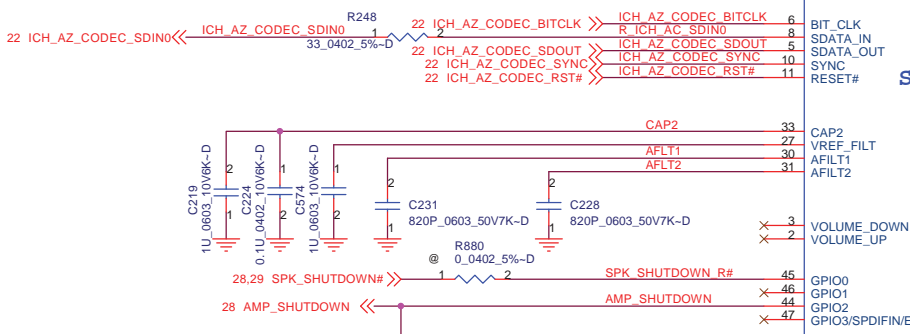 R248
22 ICH_AZ_CODEC_SDIN0 ICH_AZ_CODEC_SDIN0 1 2 R_ICH_AC_SDIN0 8 SDATA_IN
33_0402_5%~D
22 ICH_AZ_CODEC_BITCLK ICH_AZ_CODEC_BITCLK 6 BIT_CLK
22 ICH_AZ_CODEC_SDOUT ICH_AZ_CODEC_SDOUT 5 SDATA_OUT
22 ICH_AZ_CODEC_SYNC ICH_AZ_CODEC_SYNC 10 SYNC
22 ICH_AZ_CODEC_RST# ICH_AZ_CODEC_RST# 11 RESET#
S
CAP2 33 CAP2
27 VREF_FILT
AFLT1 30 AFILT1
AFLT2 31 AFILT2
2 1 C219 1U_0603_10V6K~D
1 2 C224 0.1U_0402_10V6K~D
1 2 C574 1U_0603_10V6K~D
2 1 C231
820P_0603_50V7K~D
2 1 C228
820P_0603_50V7K~D
3 VOLUME_DOWN
2 VOLUME_UP
R880
@ 0_0402_5%~D
28,29 SPK_SHUTDOWN# 1 2 SPK_SHUTDOWN_R# 45 GPIO0
46 GPIO1
28 AMP_SHUTDOWN AMP_SHUTDOWN 44 GPIO2
47 GPIO3/SPDIFIN/E